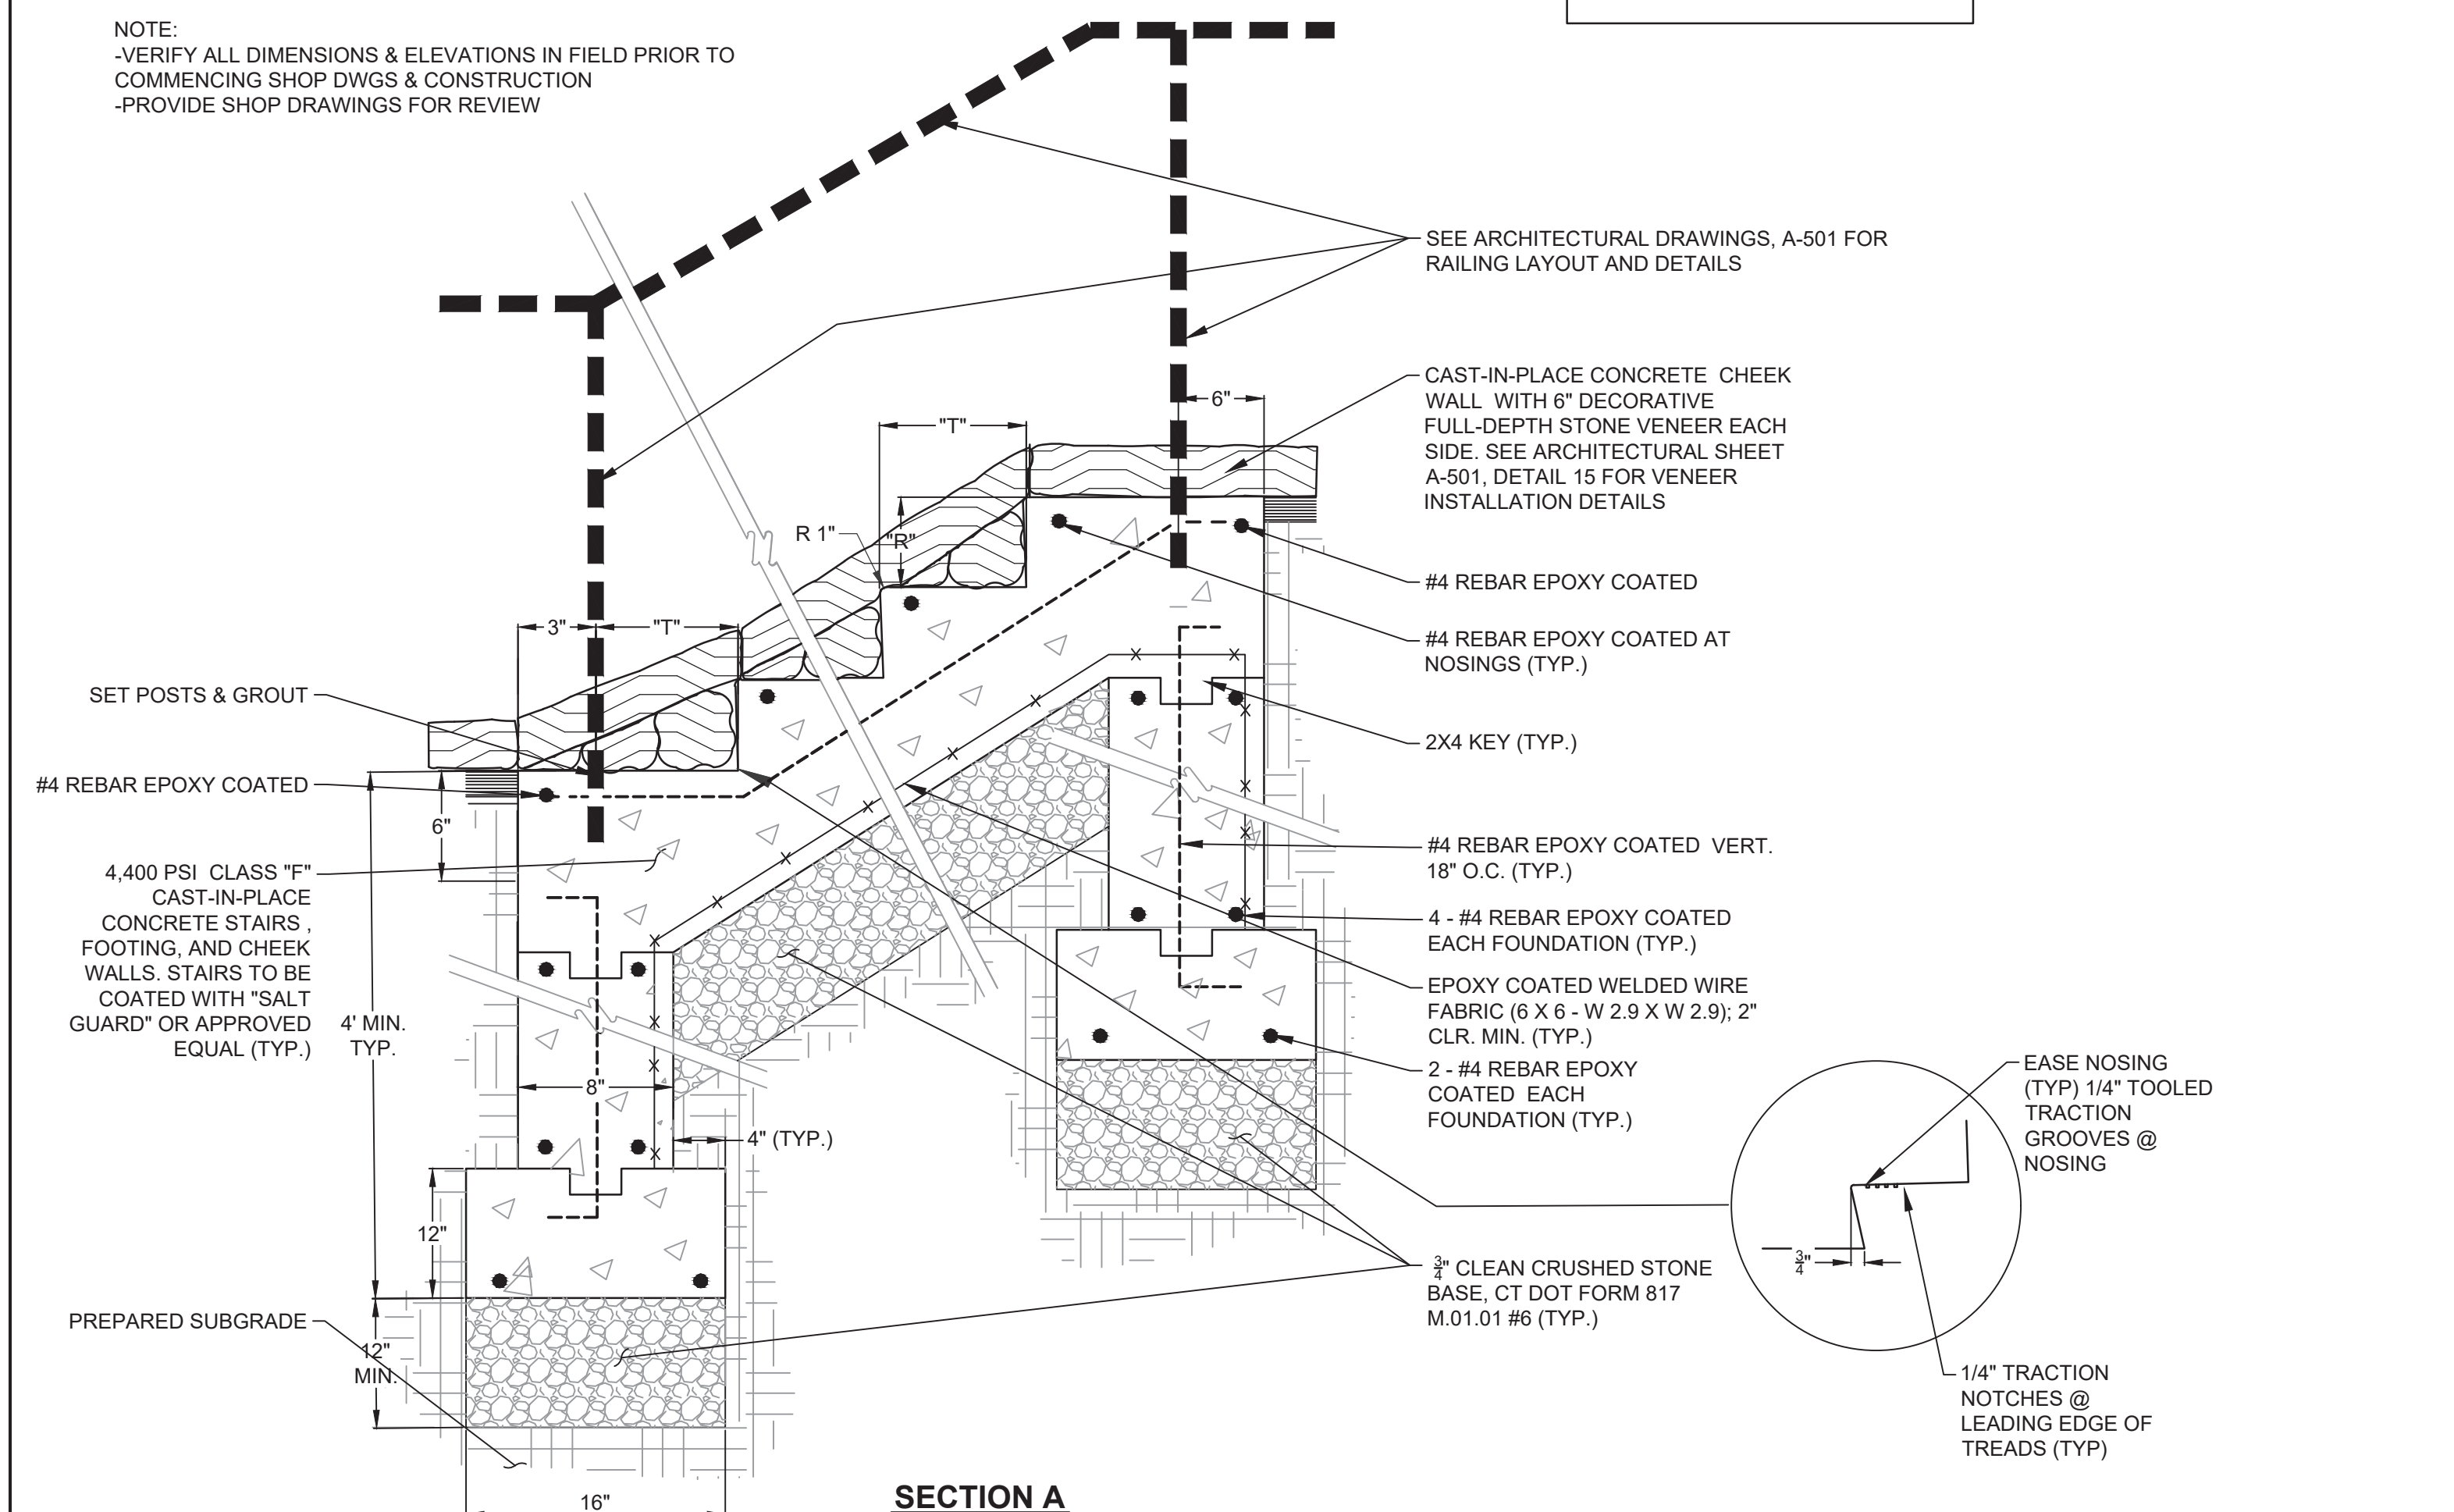 NOTE:
-VERIFY ALL DIMENSIONS & ELEVATIONS IN FIELD PRIOR TO
COMMENCING SHOP DWGS & CONSTRUCTION
-PROVIDE SHOP DRAWINGS FOR REVIEW
SEE ARCHITECTURAL DRAWINGS, A-501 FOR
RAILING LAYOUT AND DETAILS
CAST-IN-PLACE CONCRETE CHEEK
WALL WITH 6" DECORATIVE
FULL-DEPTH STONE VENEER EACH
SIDE. SEE ARCHITECTURAL SHEET
A-501, DETAIL 15 FOR VENEER
INSTALLATION DETAILS
6"
"T"
R 1"
"R"
#4 REBAR EPOXY COATED
3"
"T"
#4 REBAR EPOXY COATED AT
NOSINGS (TYP.)
SET POSTS & GROUT
2X4 KEY (TYP.)
#4 REBAR EPOXY COATED
6"
#4 REBAR EPOXY COATED VERT.
18" O.C. (TYP.)
4,400 PSI CLASS "F"
CAST-IN-PLACE
CONCRETE STAIRS ,
FOOTING, AND CHEEK
WALLS. STAIRS TO BE
COATED WITH "SALT
GUARD" OR APPROVED
EQUAL (TYP.)
4' MIN.
TYP.
4 - #4 REBAR EPOXY COATED
EACH FOUNDATION (TYP.)
EPOXY COATED WELDED WIRE
FABRIC (6 X 6 - W 2.9 X W 2.9); 2"
CLR. MIN. (TYP.)
2 - #4 REBAR EPOXY
COATED EACH
FOUNDATION (TYP.)
8"
4" (TYP.)
12"
EASE NOSING
(TYP) 1/4" TOOLED
TRACTION
GROOVES @
NOSING
3/4"
3/4" CLEAN CRUSHED STONE
BASE, CT DOT FORM 817
M.01.01 #6 (TYP.)
PREPARED SUBGRADE
12"
MIN.
1/4" TRACTION
NOTCHES @
LEADING EDGE OF
TREADS (TYP)
16"
SECTION A